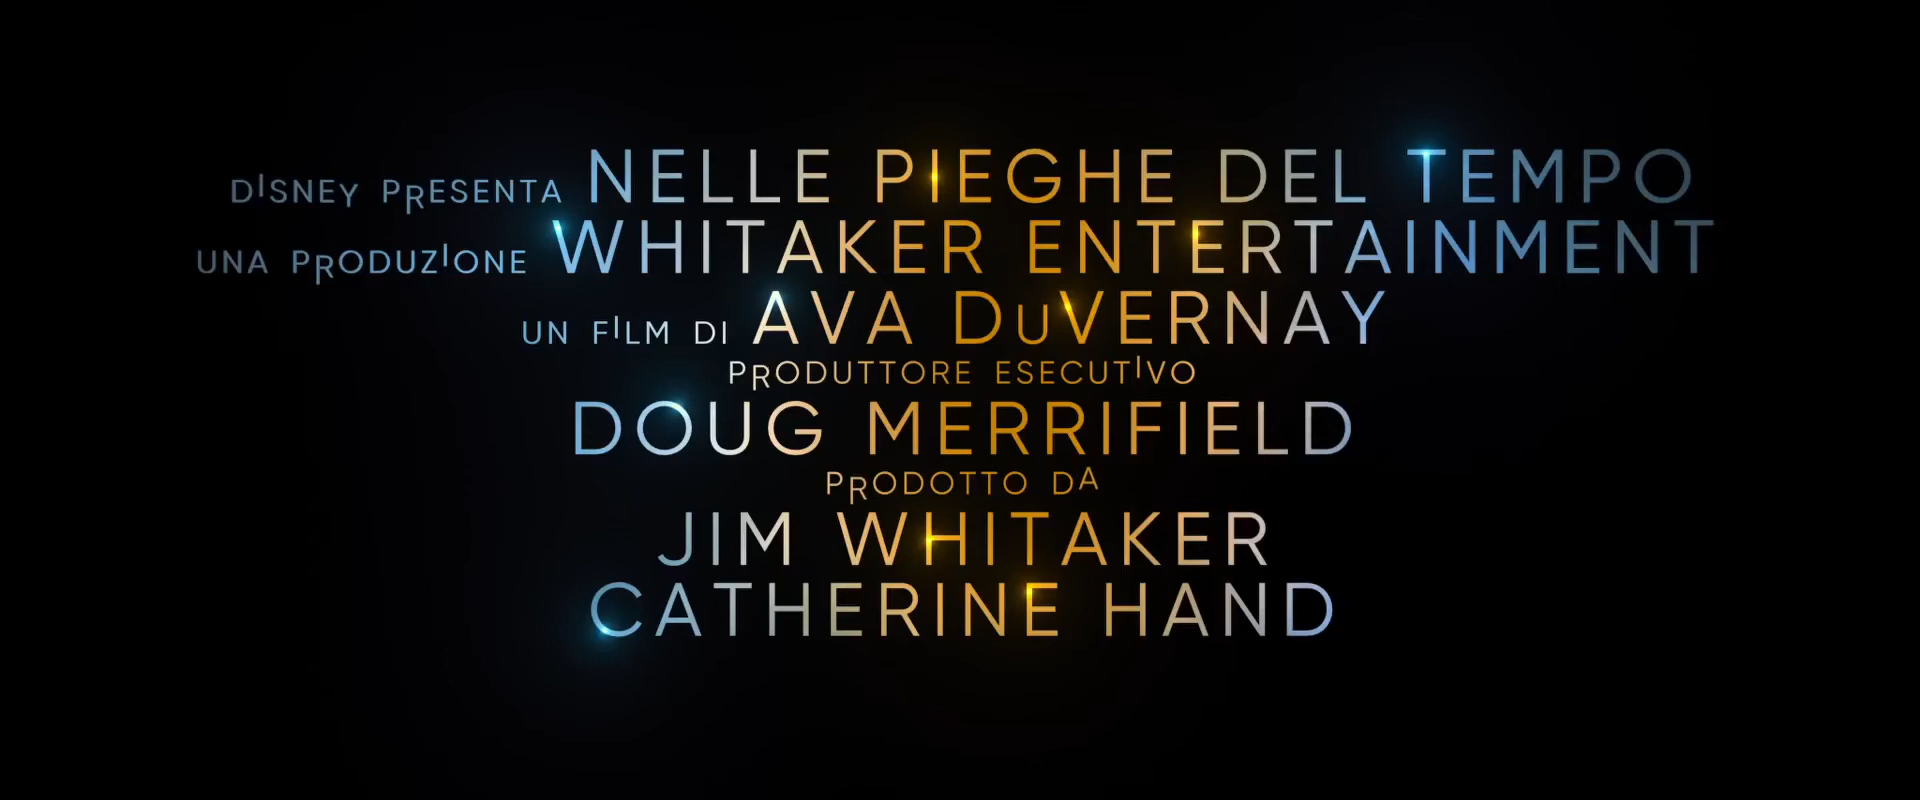 DISNEY PRESENTA NELLE PIEGHE DEL TEMPO
UNA PRODUZIONE WHITAKER ENTERTAINMENT
UN FILM DI AVA DuVERNAY
PRODUTTORE ESECUTIVO
DOUG MERRIFIELD
PRODOTTO DA
JIM WHITAKER
CATHERINE HAND